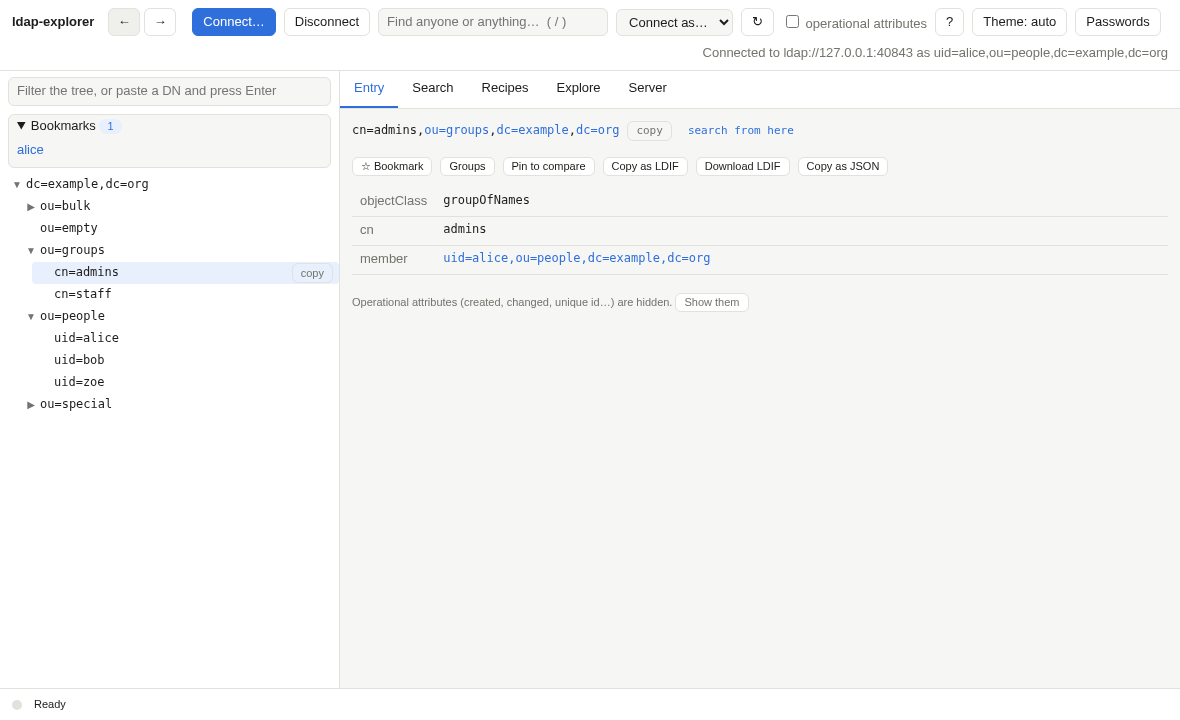 ldap-explorer ← → Connect… Disconnect Find anyone or anything… ( / ) Connect as… ↻ operational attributes ? Theme: auto Passwords
Connected to ldap://127.0.0.1:40843 as uid=alice,ou=people,dc=example,dc=org
Filter the tree, or paste a DN and press Enter
▼ Bookmarks 1
alice
▼ dc=example,dc=org
▶ ou=bulk
ou=empty
▼ ou=groups
cn=admins copy
cn=staff
▼ ou=people
uid=alice
uid=bob
uid=zoe
▶ ou=special
Entry Search Recipes Explore Server
cn=admins,ou=groups,dc=example,dc=org copy search from here
☆ Bookmark Groups Pin to compare Copy as LDIF Download LDIF Copy as JSON
objectClass groupOfNames
cn admins
member uid=alice,ou=people,dc=example,dc=org
Operational attributes (created, changed, unique id…) are hidden. Show them
Ready